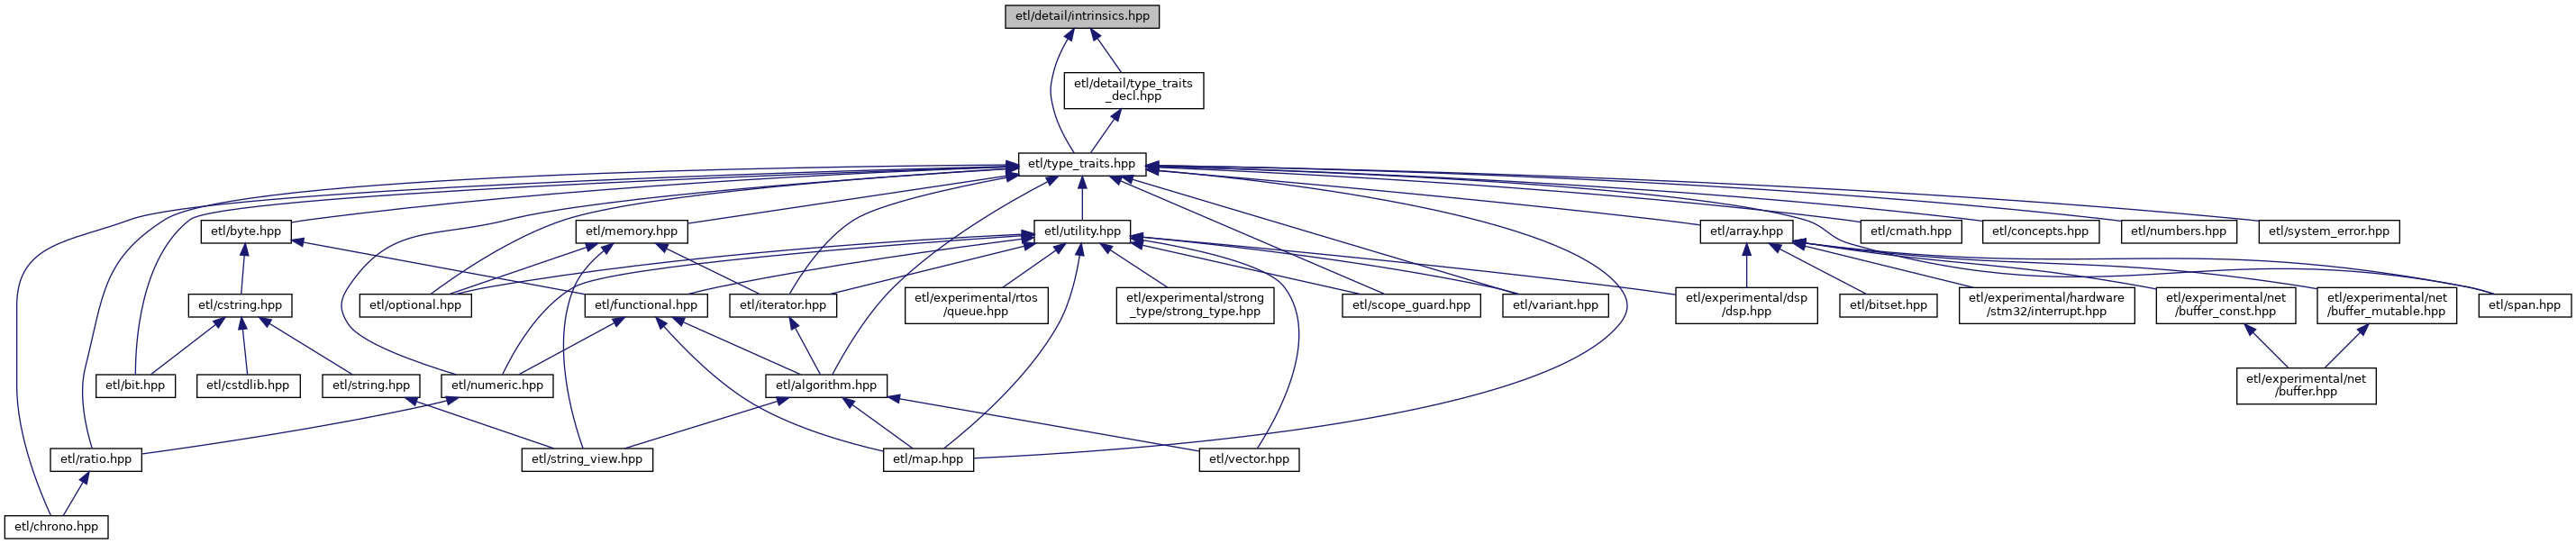 etl/detail/intrinsics.hpp
etl/detail/type_traits
_decl.hpp
etl/type_traits.hpp
etl/byte.hpp
etl/memory.hpp
etl/utility.hpp
etl/array.hpp
etl/cmath.hpp
etl/concepts.hpp
etl/numbers.hpp
etl/system_error.hpp
etl/cstring.hpp
etl/optional.hpp
etl/functional.hpp
etl/iterator.hpp
etl/experimental/rtos
/queue.hpp
etl/experimental/strong
_type/strong_type.hpp
etl/scope_guard.hpp
etl/variant.hpp
etl/experimental/dsp
/dsp.hpp
etl/bitset.hpp
etl/experimental/hardware
/stm32/interrupt.hpp
etl/experimental/net
/buffer_const.hpp
etl/experimental/net
/buffer_mutable.hpp
etl/span.hpp
etl/bit.hpp
etl/cstdlib.hpp
etl/string.hpp
etl/numeric.hpp
etl/algorithm.hpp
etl/experimental/net
/buffer.hpp
etl/ratio.hpp
etl/string_view.hpp
etl/map.hpp
etl/vector.hpp
etl/chrono.hpp